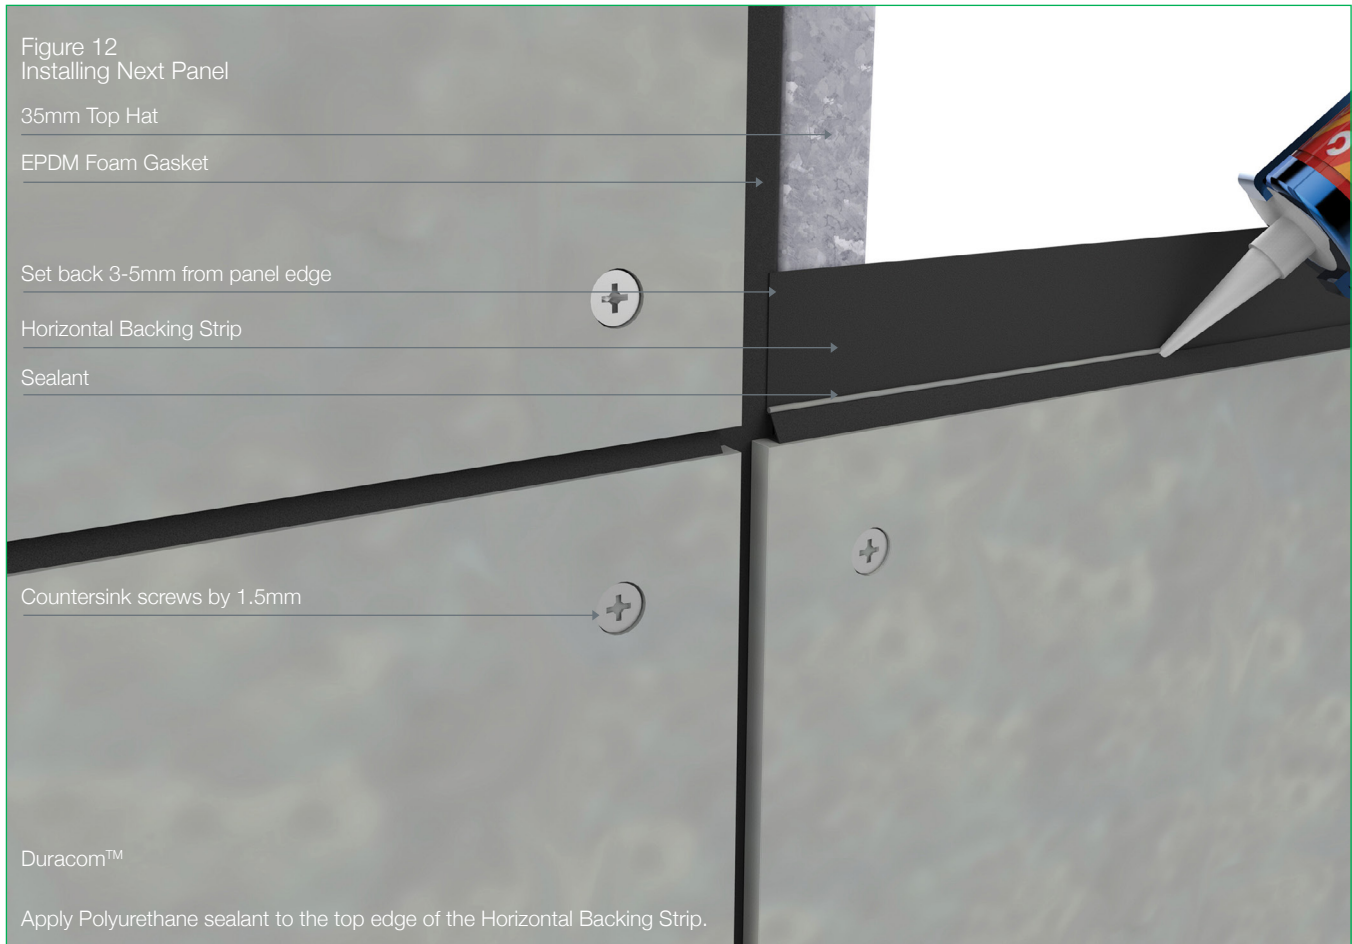 Figure 12
Installing Next Panel
35mm Top Hat
EPDM Foam Gasket
Set back 3-5mm from panel edge
Horizontal Backing Strip
Sealant
Countersink screws by 1.5mm
Duracom™
Apply Polyurethane sealant to the top edge of the Horizontal Backing Strip.